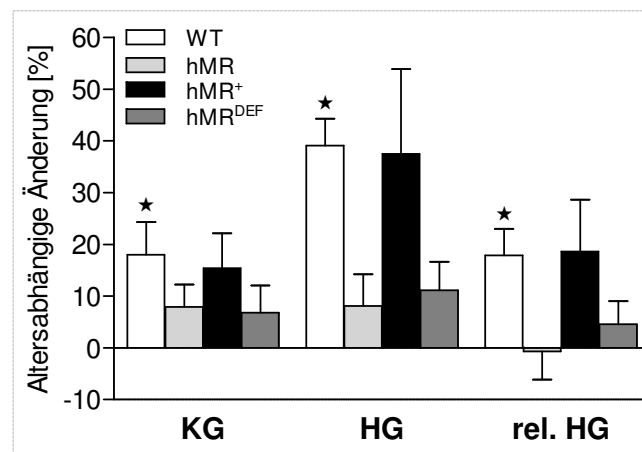 Altersabhängige Änderung [%]
60
50
40
30
20
10
0
-10
WT
hMR
hMR⁺
hMRᴰᴱᶠ
★
★
★
KG HG rel. HG